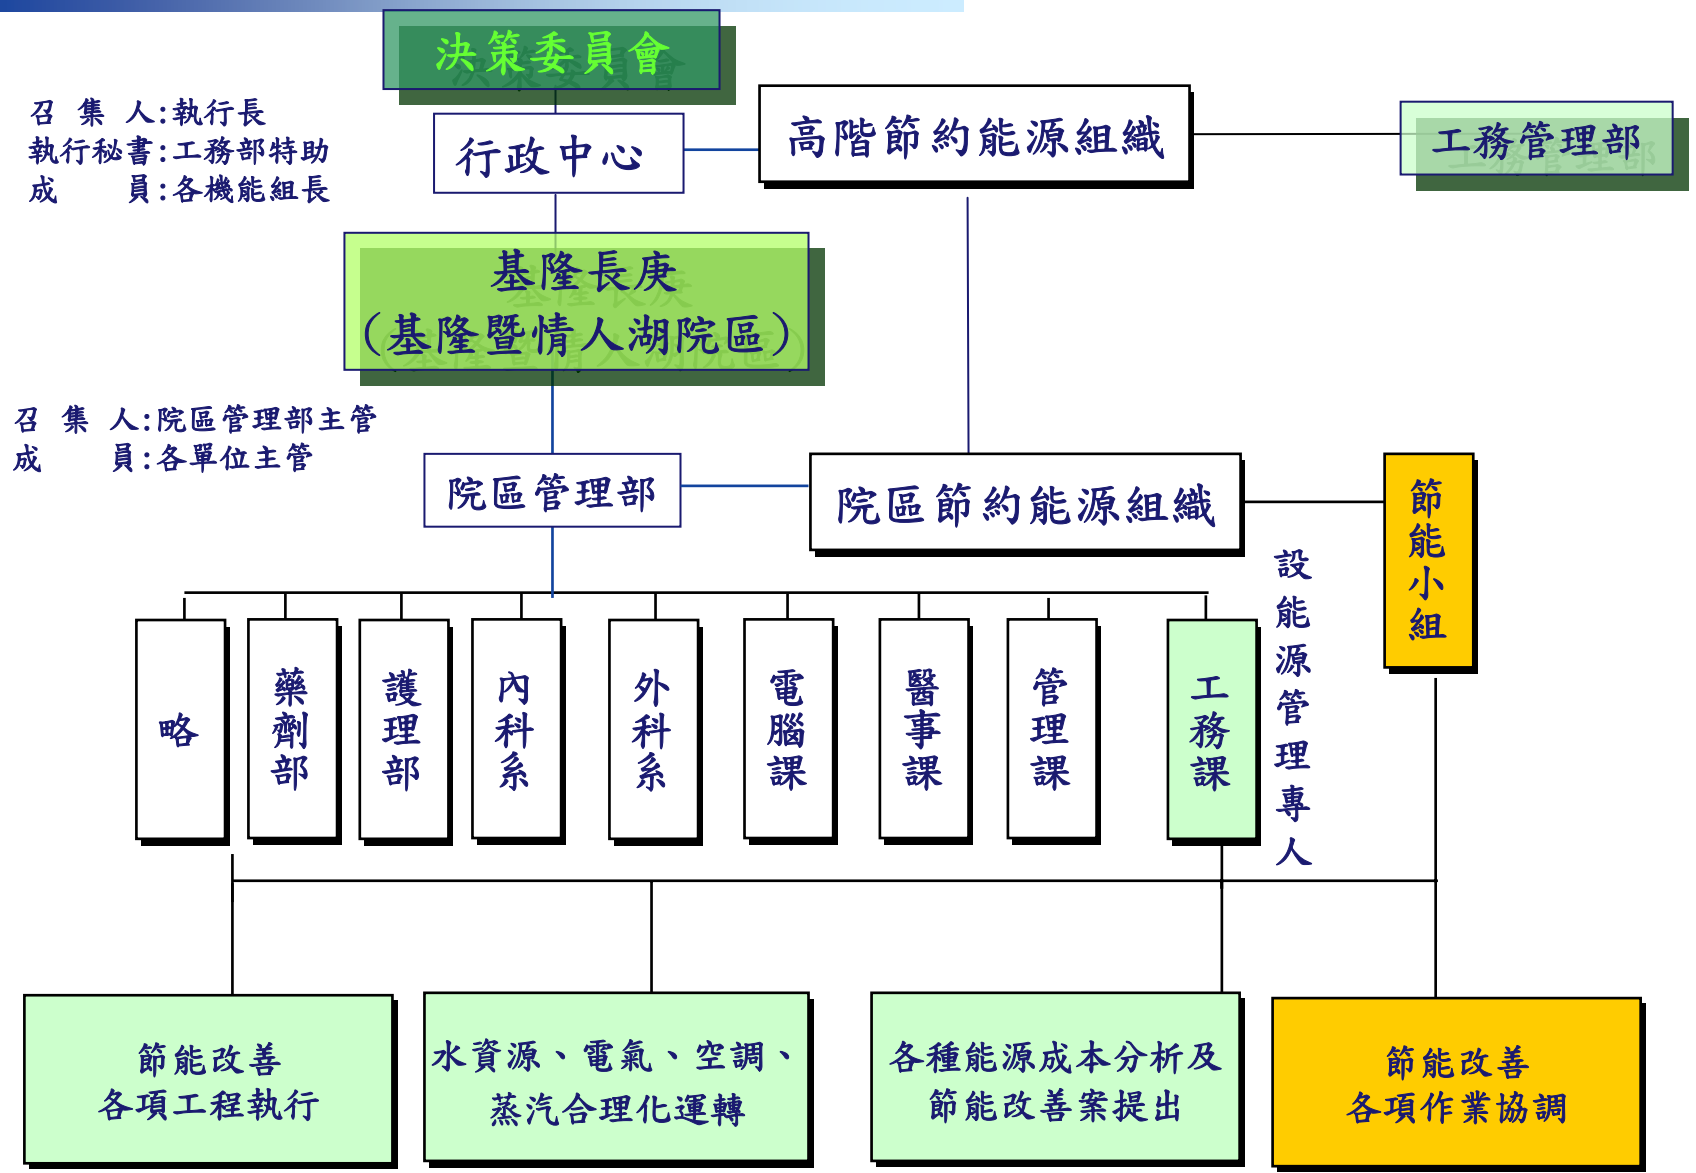 決策委員會
召 集 人:執行長
執行秘書:工務部特助
成 員:各機能組長
行政中心
高階節約能源組織
工務管理部
基隆長庚
(基隆暨情人湖院區)
召 集 人:院區管理部主管
成 員:各單位主管
院區管理部
院區節約能源組織
節能小組
設能源管理專人
略
藥劑部
護理部
內科系
外科系
電腦課
醫事課
管理課
工務課
節能改善
各項工程執行
水資源、電氣、空調、
蒸汽合理化運轉
各種能源成本分析及
節能改善案提出
節能改善
各項作業協調